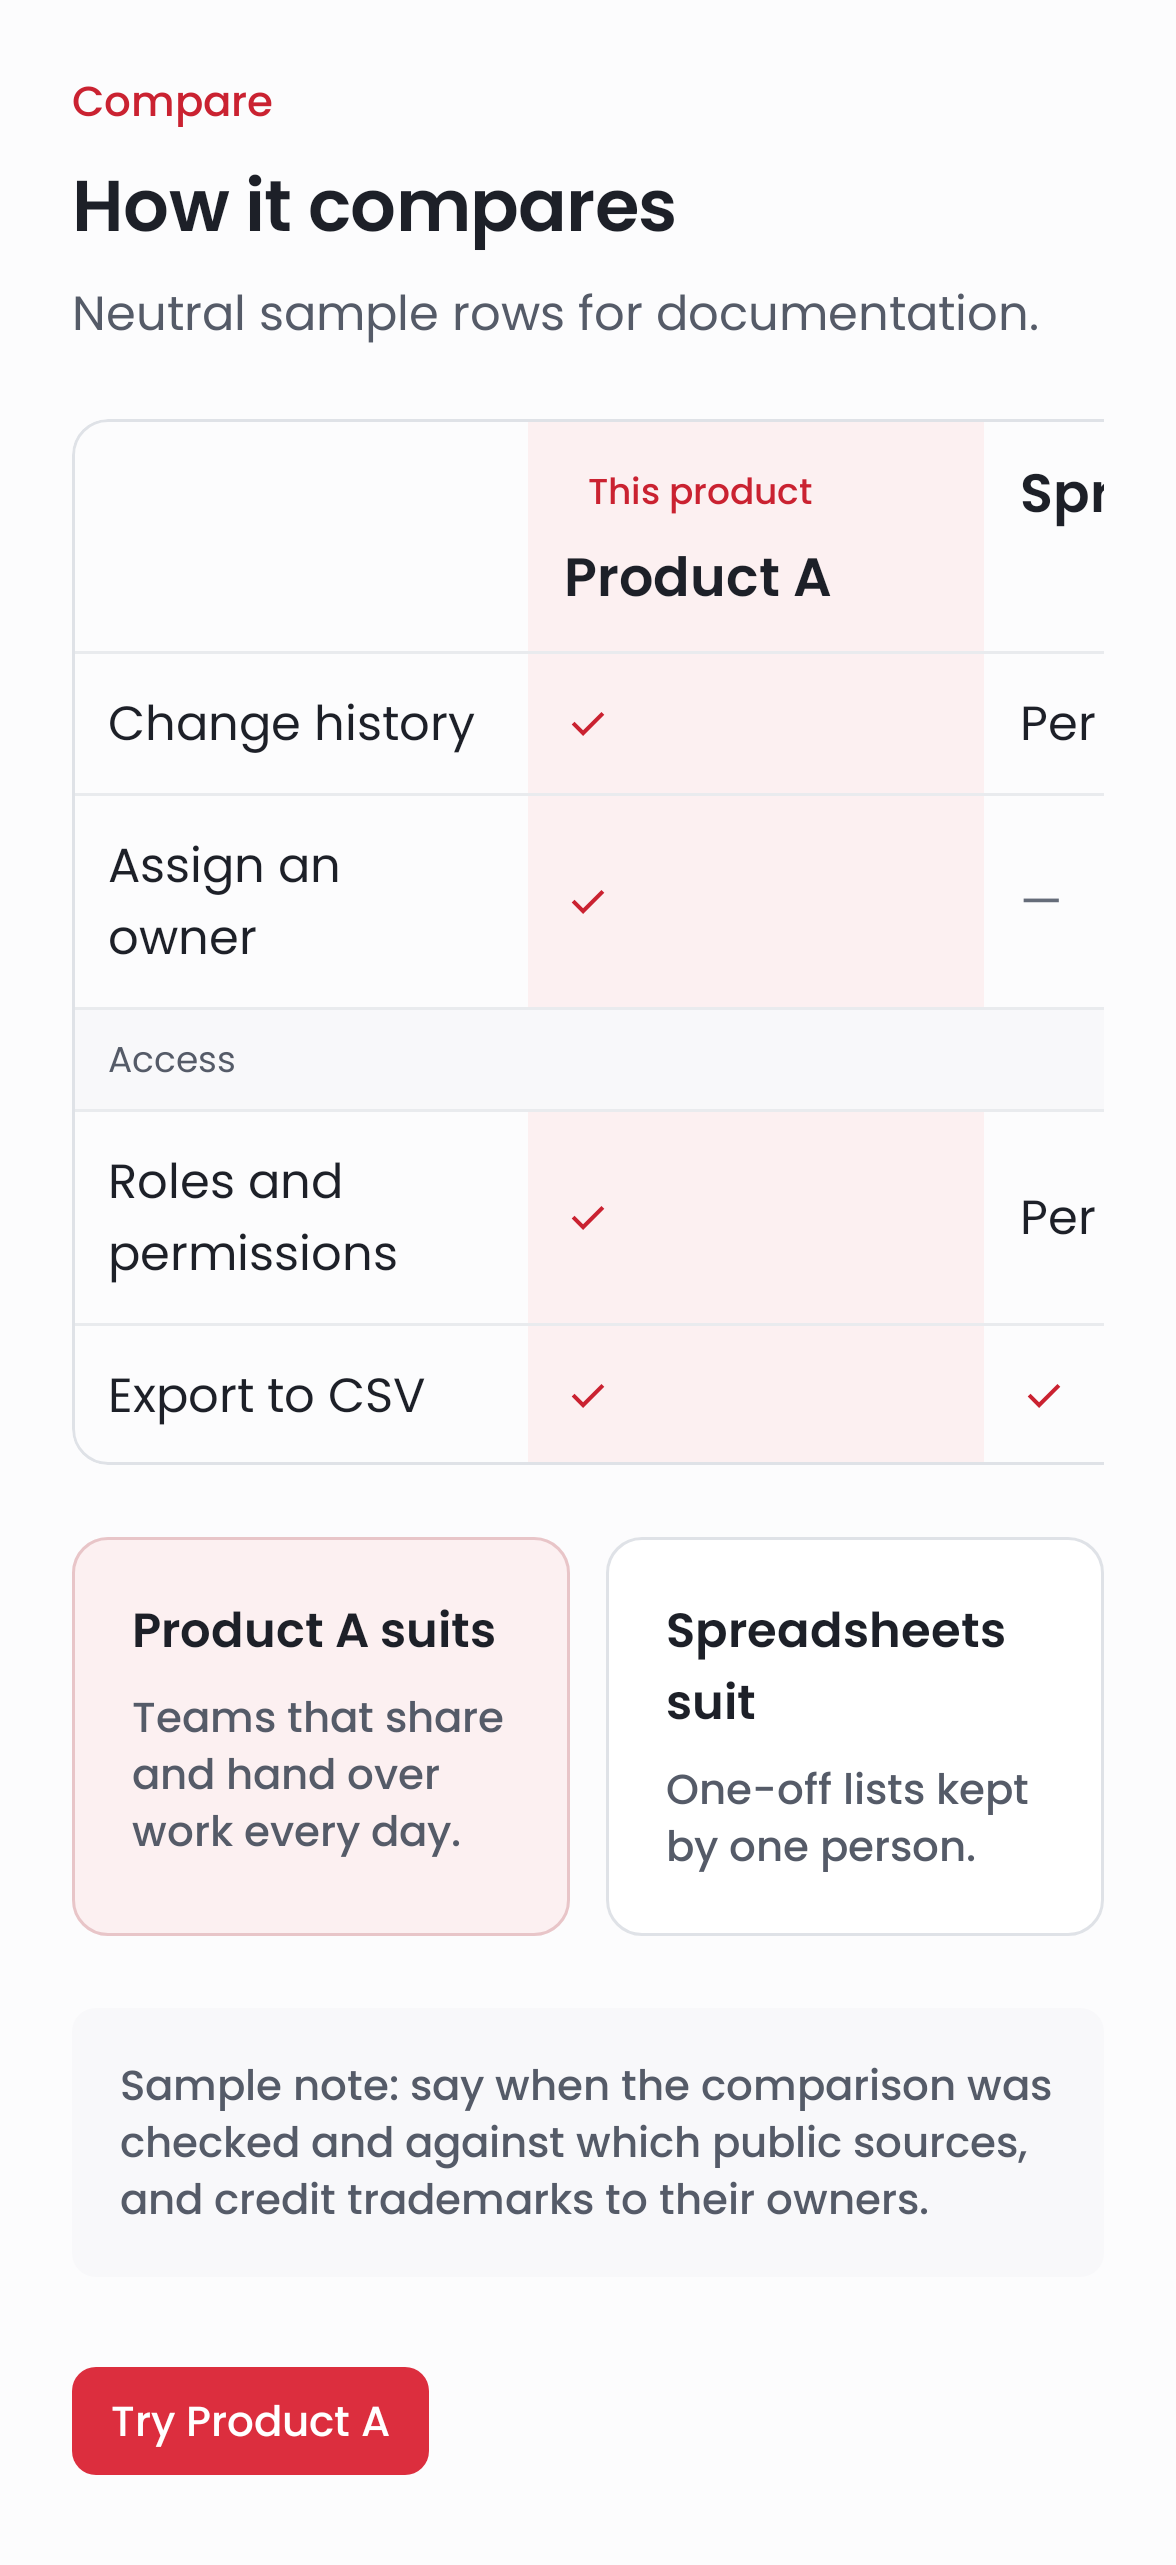 Compare
How it compares
Neutral sample rows for documentation.
This product
Product A
Change history
Per
Assign an
owner
—
Access
Roles and
permissions
Per
Export to CSV
Product A suits
Teams that share
and hand over
work every day.
Spreadsheets
suit
One-off lists kept
by one person.
Sample note: say when the comparison was
checked and against which public sources,
and credit trademarks to their owners.
Try Product A